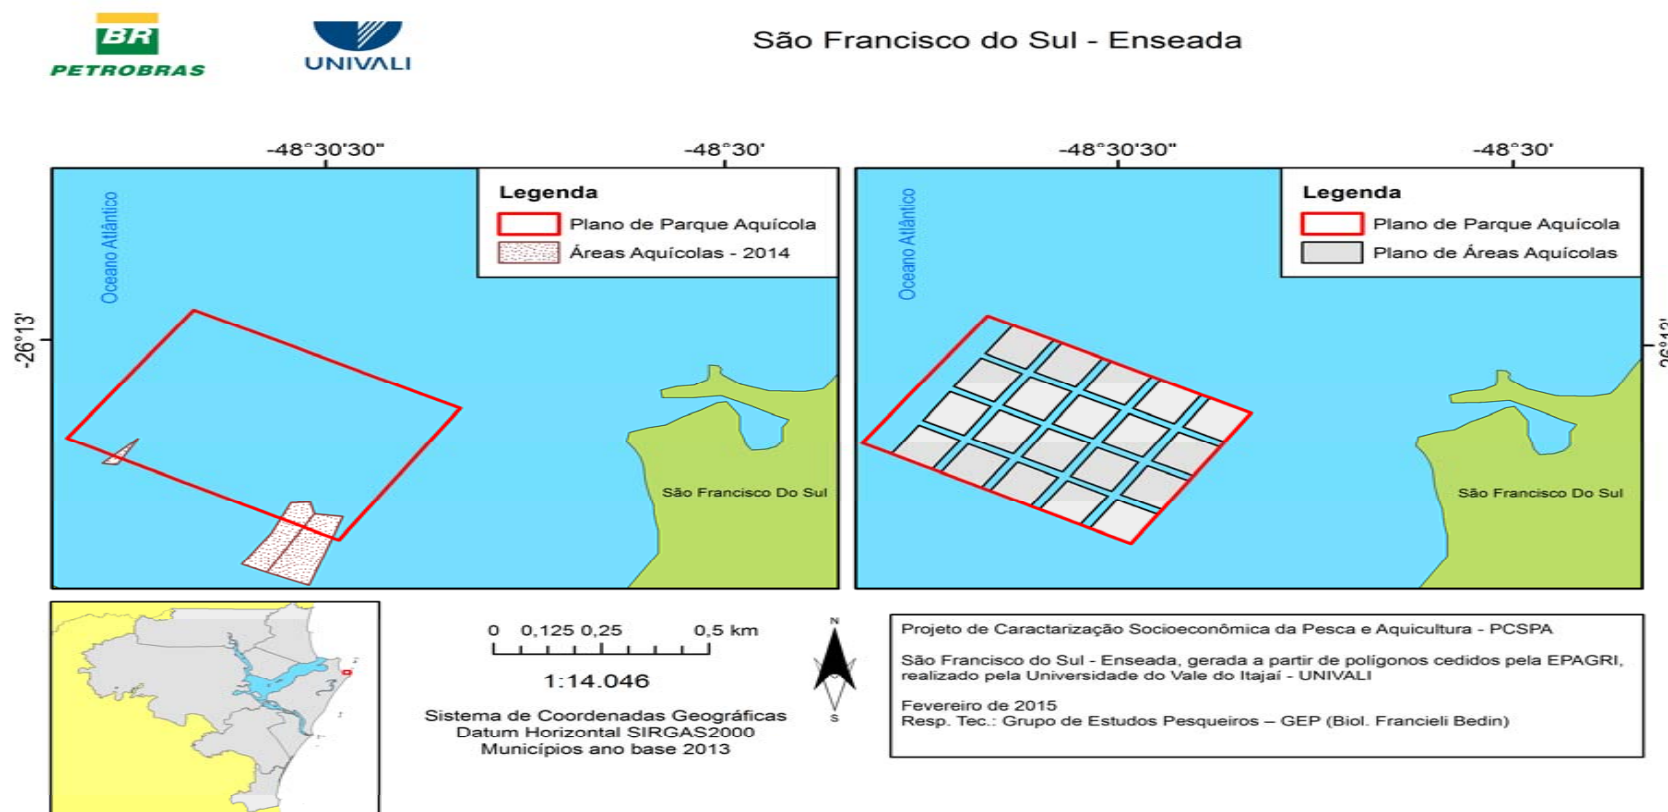 BR
PETROBRAS
UNIVALI
São Francisco do Sul - Enseada
-48°30'30"
-48°30'
-48°30'30"
-48°30'
-26°13'
Oceano Atlântico
Legenda
Plano de Parque Aquícola
Áreas Aquícolas - 2014
São Francisco Do Sul
Oceano Atlântico
Legenda
Plano de Parque Aquícola
Plano de Áreas Aquícolas
São Francisco Do Sul
0 0,125 0,25 0,5 km
1:14.046
Sistema de Coordenadas Geográficas
Datum Horizontal SIRGAS2000
Municípios ano base 2013
N
S
Projeto de Caractarização Socioeconômica da Pesca e Aquicultura - PCSPA
São Francisco do Sul - Enseada, gerada a partir de polígonos cedidos pela EPAGRI,
realizado pela Universidade do Vale do Itajaí - UNIVALI
Fevereiro de 2015
Resp. Tec.: Grupo de Estudos Pesqueiros – GEP (Biol. Francieli Bedin)